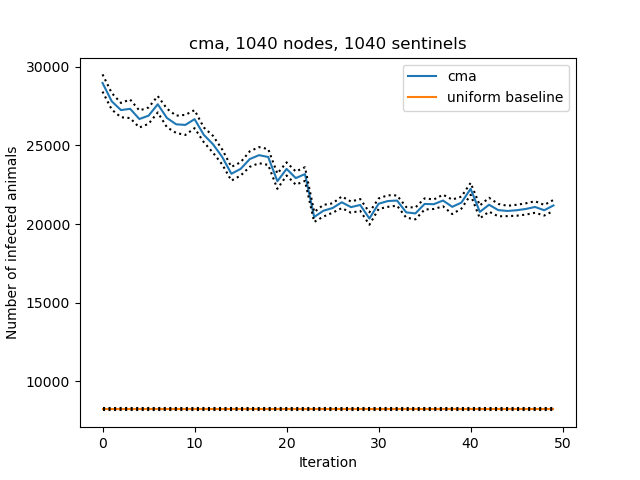 cma, 1040 nodes, 1040 sentinels
cma
uniform baseline
Number of infected animals
30000
25000
20000
15000
10000
0
10
20
30
40
50
Iteration